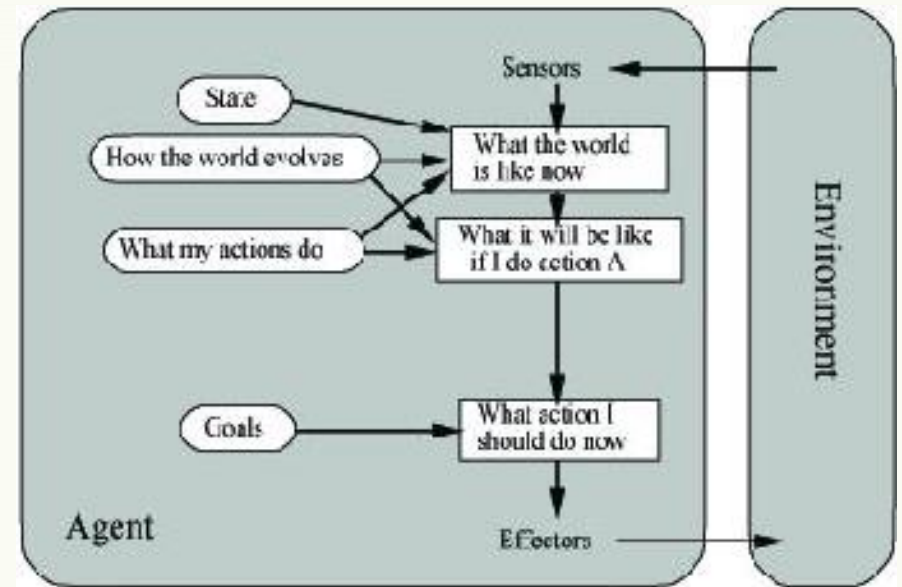 Sensors
State
What the world
is like now
How the world evolves
What my actions do
What it will be like
if I do action A
Environment
Goals
What action I
should do now
Agent
Effectors